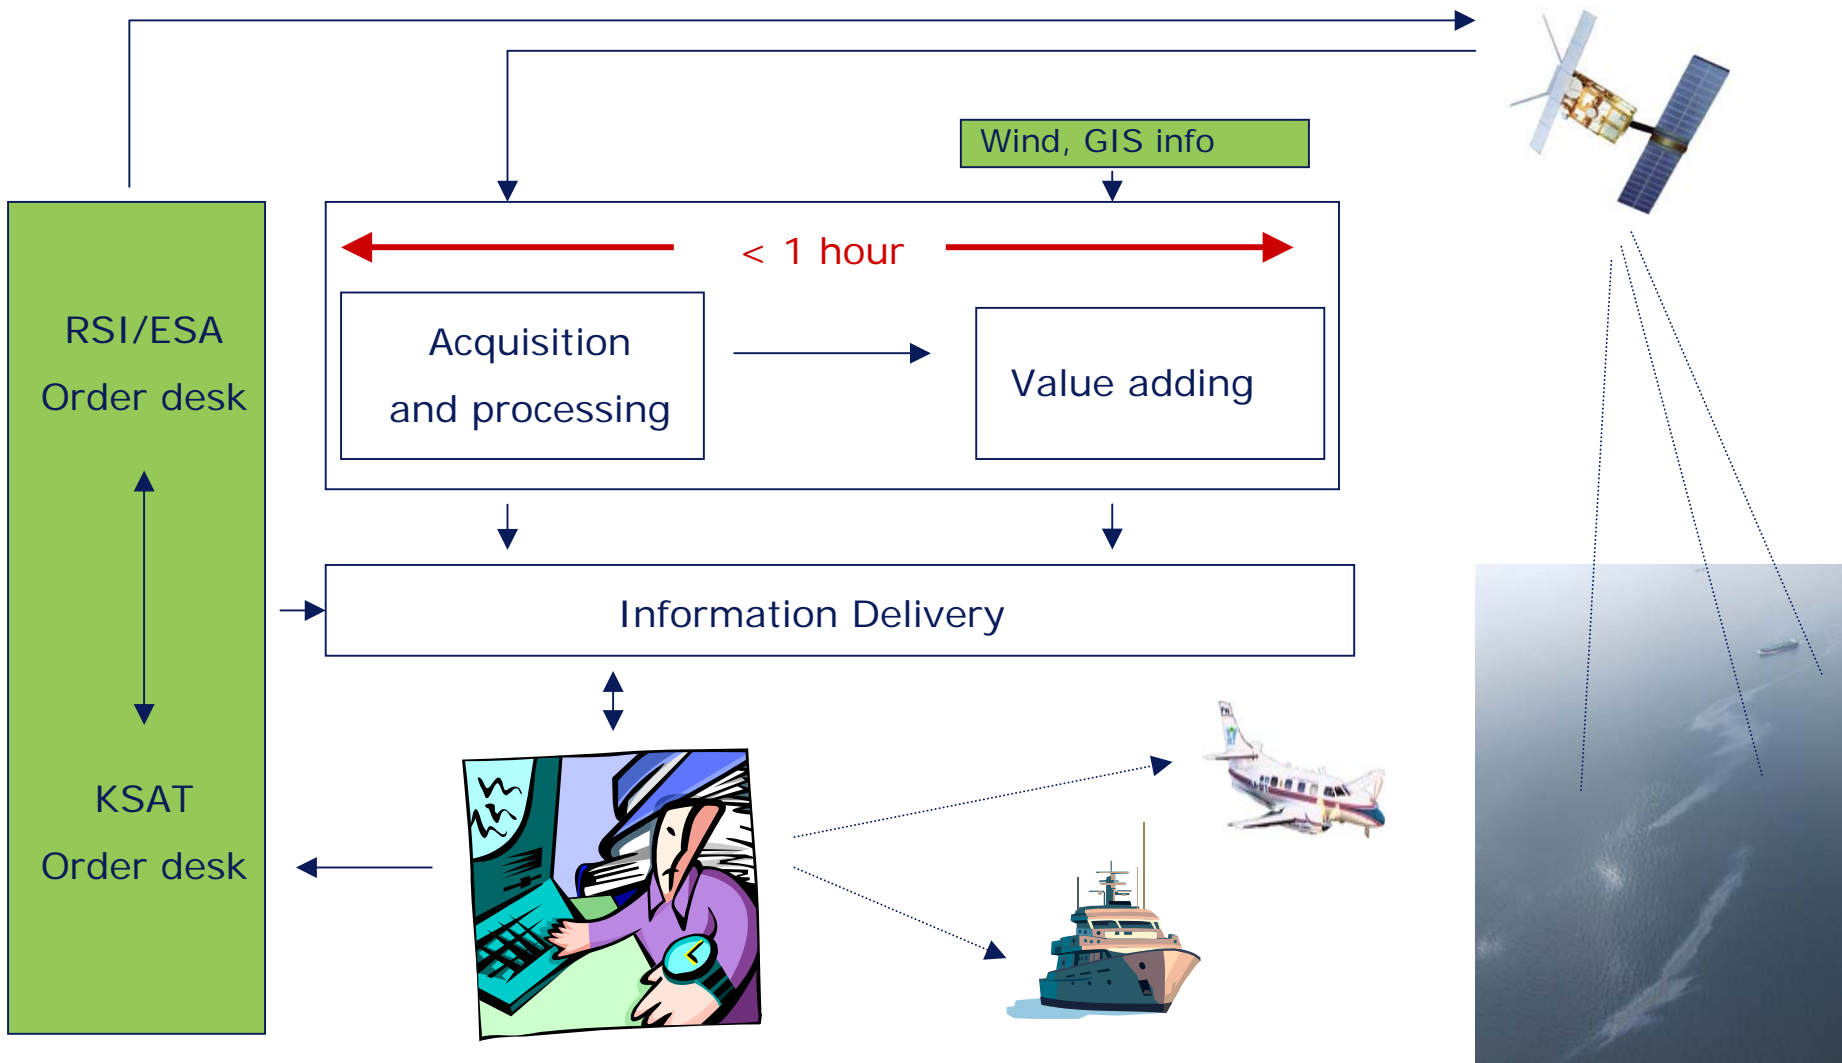 Wind, GIS info
< 1 hour
RSI/ESA
Order desk
Acquisition
and processing
Value adding
Information Delivery
KSAT
Order desk